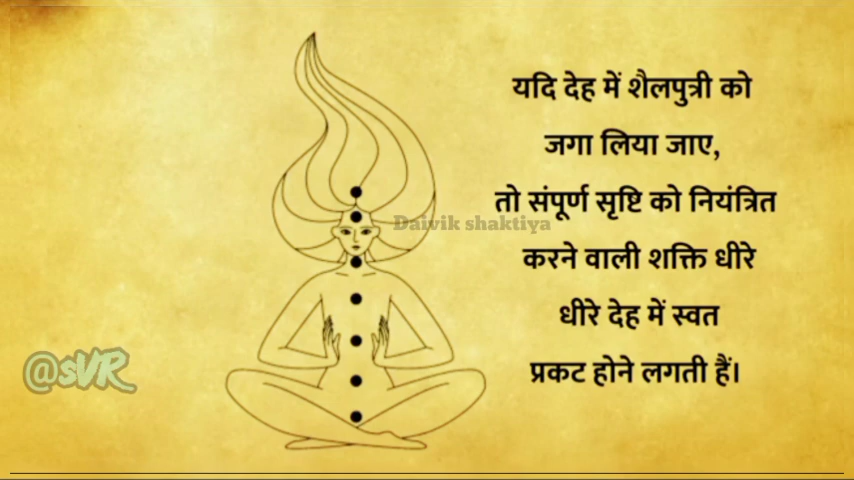 यदि देह में शैलपुत्री को
जगा लिया जाए,
तो संपूर्ण सृष्टि को नियंत्रित
Daivik shaktiya
करने वाली शक्ति धीरे
धीरे देह में स्वत
प्रकट होने लगती हैं।
@sVR